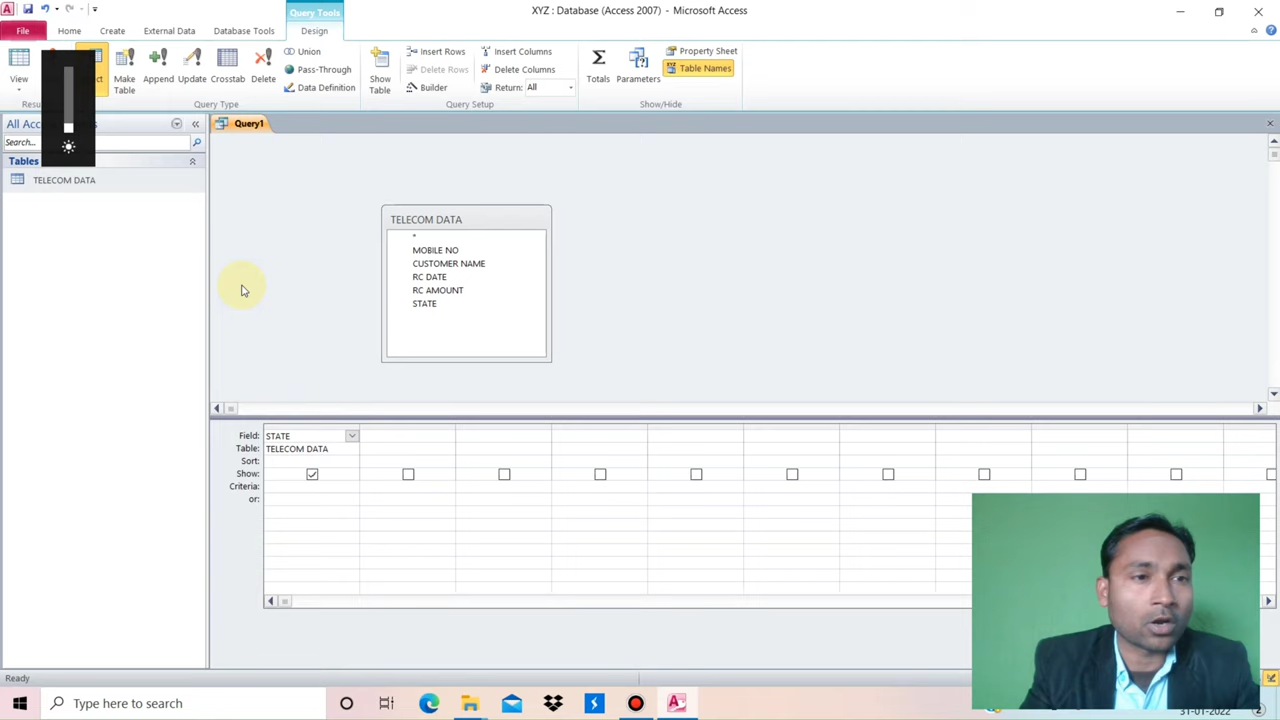 Query Tools
XYZ : Database (Access 2007) - Microsoft Access
File
Home
Create
External Data
Database Tools
Design
View
Make Table
Append
Update
Crosstab
Delete
Union
Pass-Through
Data Definition
Show Table
Insert Rows
Delete Rows
Builder
Insert Columns
Delete Columns
Return: All
Totals
Parameters
Property Sheet
Table Names
Query Type
Query Setup
Show/Hide
Search...
Tables
TELECOM DATA
Query1
TELECOM DATA
*
MOBILE NO
CUSTOMER NAME
RC DATE
RC AMOUNT
STATE
Field: STATE
Table: TELECOM DATA
Sort:
Show:
Criteria:
or:
Ready
Type here to search
31-01-2022
2